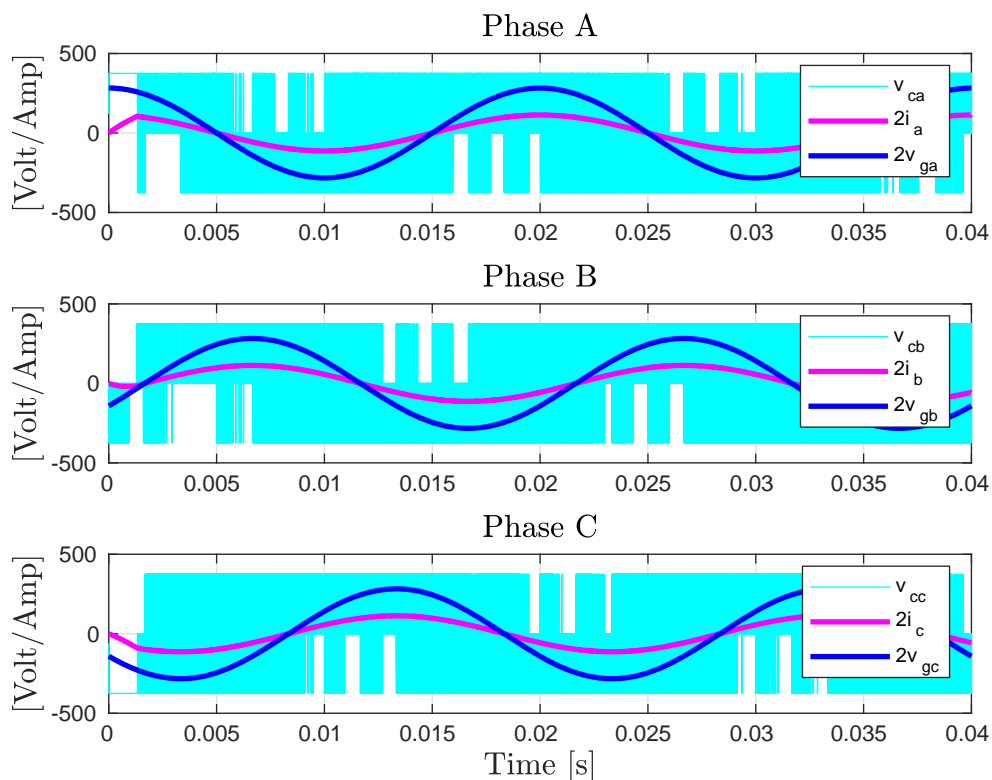 Phase A
[Volt/Amp]
500
0
-500
0 0.005 0.01 0.015 0.02 0.025 0.03 0.035 0.04
v ca
2i a
2v ga
Phase B
[Volt/Amp]
500
0
-500
0 0.005 0.01 0.015 0.02 0.025 0.03 0.035 0.04
v cb
2i b
2v gb
Phase C
[Volt/Amp]
500
0
-500
0 0.005 0.01 0.015 0.02 0.025 0.03 0.035 0.04
v cc
2i c
2v gc
Time [s]